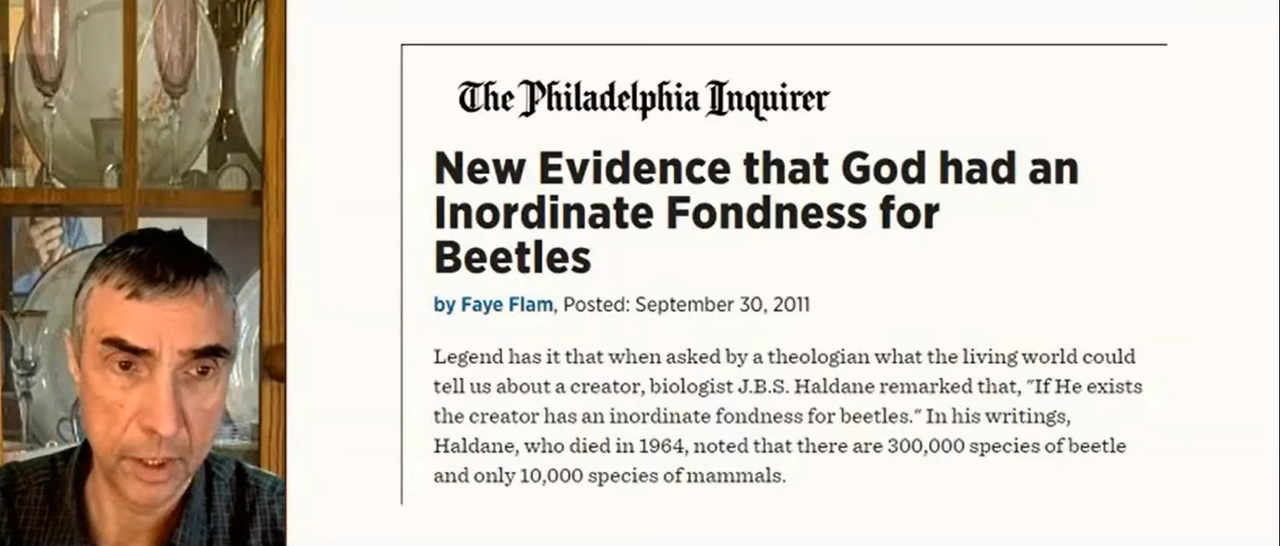 The Philadelphia Inquirer
New Evidence that God had an
Inordinate Fondness for
Beetles
by Faye Flam, Posted: September 30, 2011
Legend has it that when asked by a theologian what the living world could
tell us about a creator, biologist J.B.S. Haldane remarked that, "If He exists
the creator has an inordinate fondness for beetles." In his writings,
Haldane, who died in 1964, noted that there are 300,000 species of beetle
and only 10,000 species of mammals.